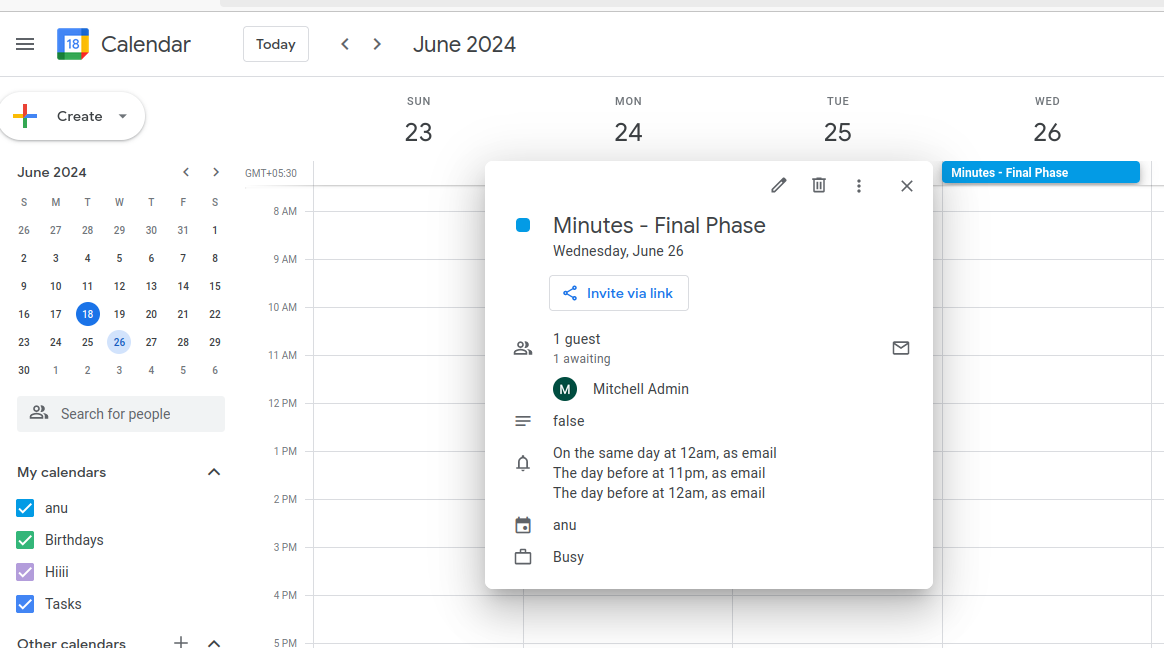 18 Calendar Today June 2024
Create
SUN MON TUE WED
23 24 25 26
June 2024
GMT+05:30
Minutes - Final Phase
S M T W T F S
26 27 28 29 30 31 1
2 3 4 5 6 7 8
9 10 11 12 13 14 15
16 17 18 19 20 21 22
23 24 25 26 27 28 29
30 1 2 3 4 5 6
Search for people
My calendars
anu
Birthdays
Hiiii
Tasks
Other calendars
8 AM
9 AM
10 AM
11 AM
12 PM
1 PM
2 PM
3 PM
4 PM
5 PM
Minutes - Final Phase
Wednesday, June 26
Invite via link
1 guest
1 awaiting
M Mitchell Admin
false
On the same day at 12am, as email
The day before at 11pm, as email
The day before at 12am, as email
anu
Busy